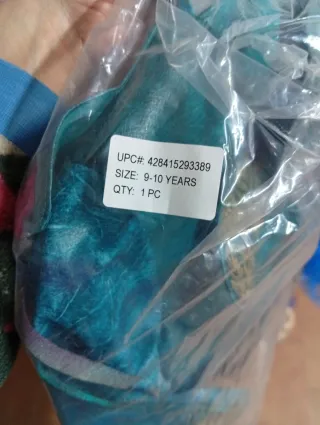 UPC#: 428415293389
SIZE: 9-10 YEARS
QTY: 1 PC